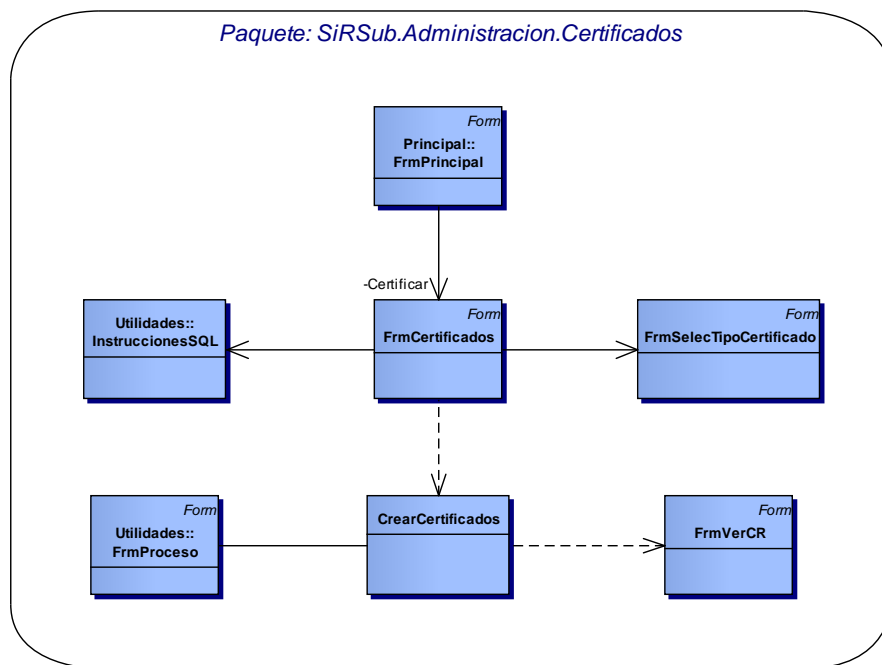 Paquete: SiRSub.Administracion.Certificados
Form
Principal::
FrmPrincipal
-Certificar
Utilidades::
InstruccionesSQL
Form
FrmCertificados
Form
FrmSelecTipoCertificado
Form
Utilidades::
FrmProceso
CrearCertificados
Form
FrmVerCR